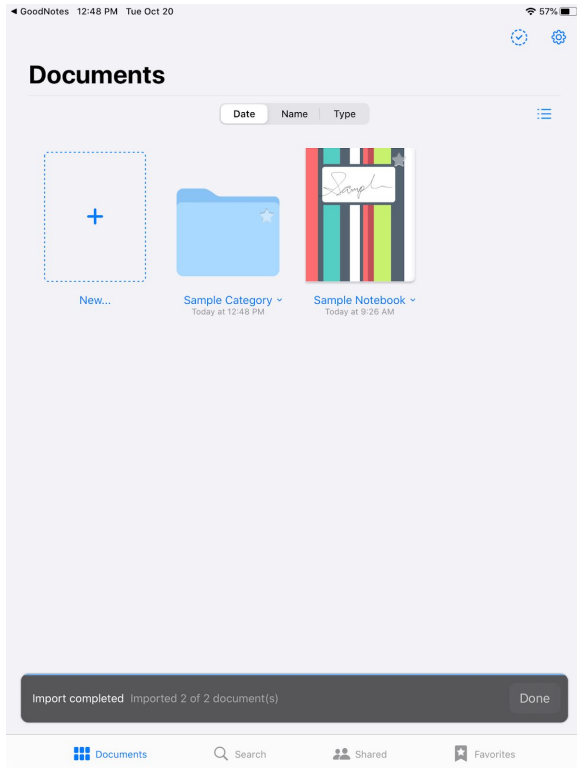 ◀ GoodNotes 12:48 PM Tue Oct 20 57%
Documents
Date Name Type
Sample
New... Sample Category Sample Notebook
Today at 12:48 PM Today at 9:26 AM
Import completed Imported 2 of 2 document(s) Done
Documents Search Shared Favorites